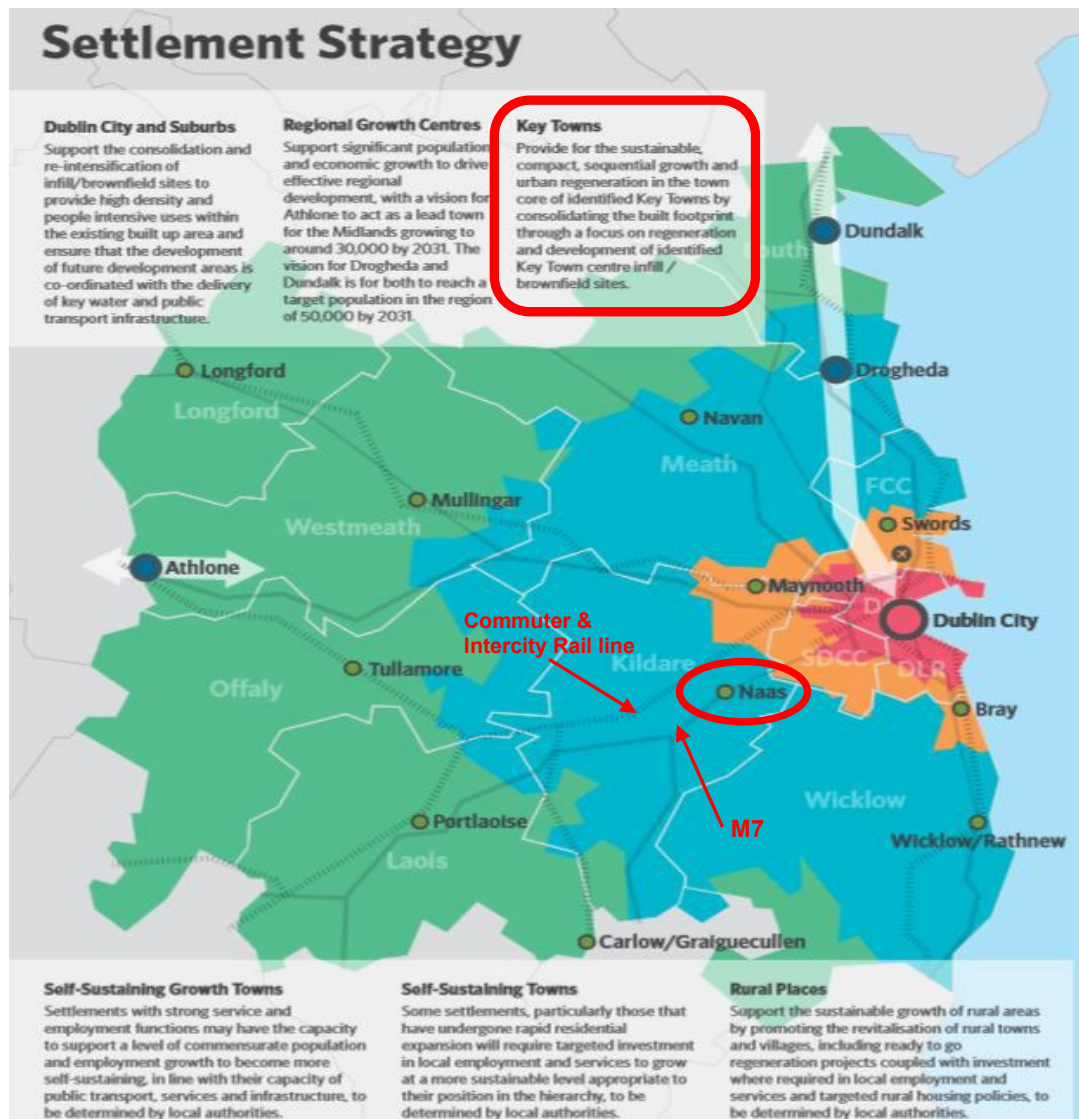 Settlement Strategy
Dublin City and Suburbs
Support the consolidation and
re-intensification of
infill/brownfield sites to
provide high density and
people intensive uses within
the existing built up area and
ensure that the development
of future development areas is
co-ordinated with the delivery
of key water and public
transport infrastructure.
Regional Growth Centres
Support significant population
and economic growth to drive
effective regional
development, with a vision for
Athlone to act as a lead town
for the Midlands growing to
around 30,000 by 2031. The
vision for Drogheda and
Dundalk is for both to reach a
target population in the region
of 50,000 by 2031.
Key Towns
Provide for the sustainable,
compact, sequential growth and
urban regeneration in the town
core of identified Key Towns by
consolidating the built footprint
through a focus on regeneration
and development of identified
Key Town centre infill /
brownfield sites.
Dundalk
Louth
Longford
Drogheda
Longford
Navan
Meath
FCC
Mullingar
Westmeath
Swords
Athlone
Maynooth
Dublin City
Commuter &
Intercity Rail line
Kildare
SDCC
DLR
Tullamore
Offaly
Naas
Bray
Wicklow
Portlaoise
M7
Wicklow/Rathnew
Laois
Carlow/Graiguecullen
Self-Sustaining Growth Towns
Settlements with strong service and
employment functions may have the capacity
to support a level of commensurate population
and employment growth to become more
self-sustaining, in line with their capacity of
public transport, services and infrastructure, to
be determined by local authorities.
Self-Sustaining Towns
Some settlements, particularly those that
have undergone rapid residential
expansion will require targeted investment
in local employment and services to grow
at a more sustainable level appropriate to
their position in the hierarchy, to be
determined by local authorities.
Rural Places
Support the sustainable growth of rural areas
by promoting the revitalisation of rural towns
and villages, including ready to go
regeneration projects coupled with investment
where required in local employment and
services and targeted rural housing policies, to
be determined by local authorities.